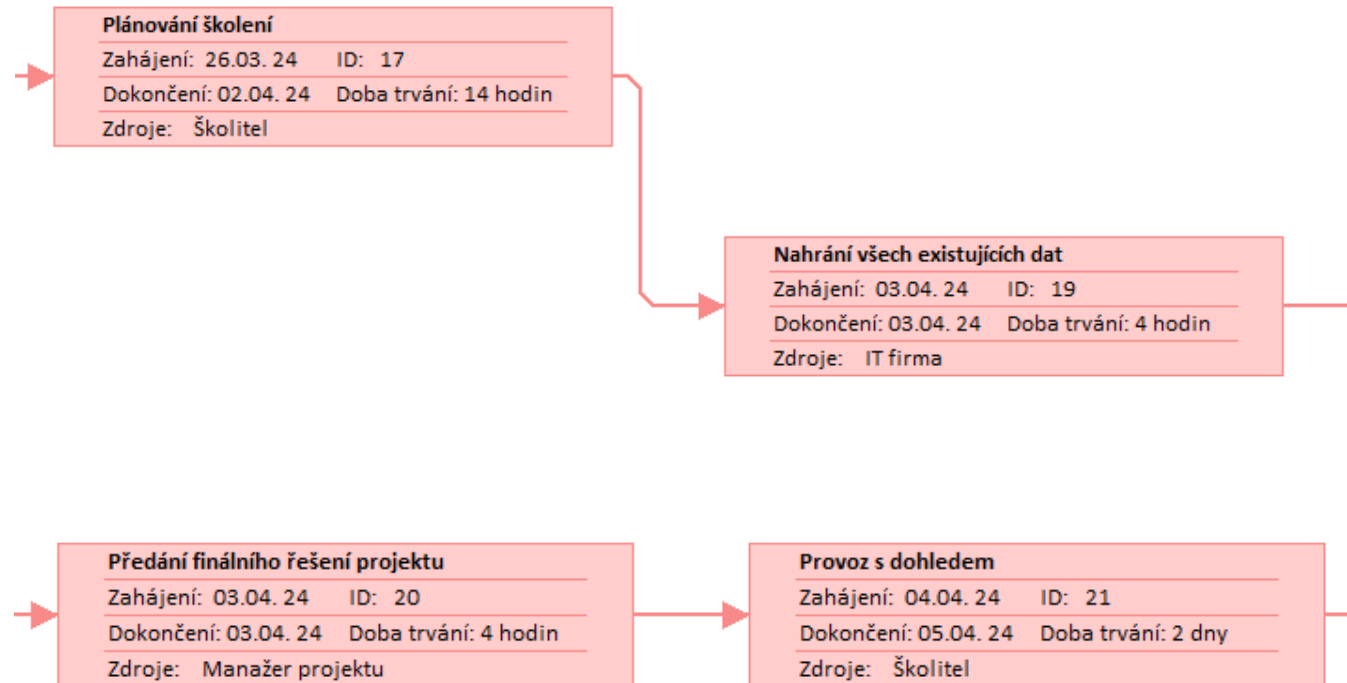 Plánování školení
Zahájení: 26.03. 24 ID: 17
Dokončení: 02.04. 24 Doba trvání: 14 hodin
Zdroje: Školitel
Nahrání všech existujících dat
Zahájení: 03.04. 24 ID: 19
Dokončení: 03.04. 24 Doba trvání: 4 hodin
Zdroje: IT firma
Předání finálního řešení projektu
Zahájení: 03.04. 24 ID: 20
Dokončení: 03.04. 24 Doba trvání: 4 hodin
Zdroje: Manažer projektu
Provoz s dohledem
Zahájení: 04.04. 24 ID: 21
Dokončení: 05.04. 24 Doba trvání: 2 dny
Zdroje: Školitel